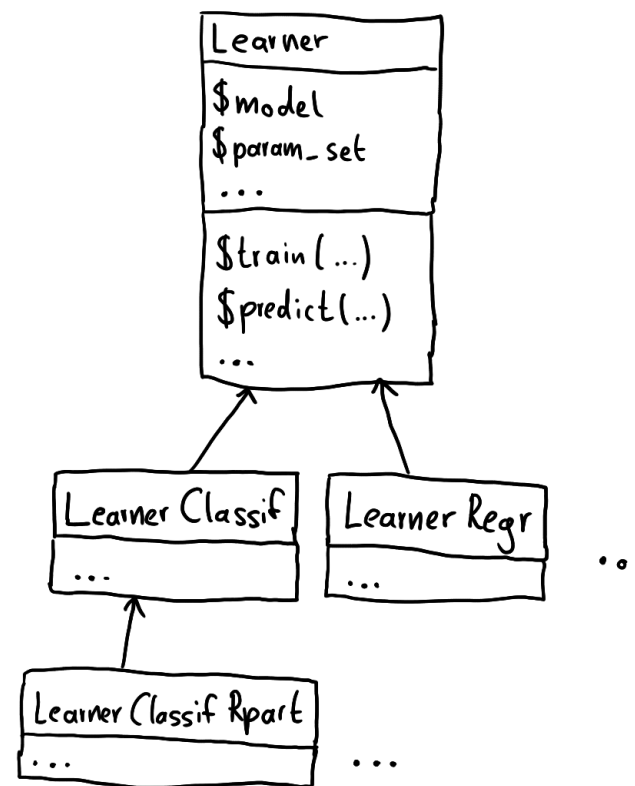 Learner
$model
$param_set
...
$train(...)
$predict(...)
...
Learner Classif
...
Learner Regr
...
...
Learner Classif Rpart
...
...